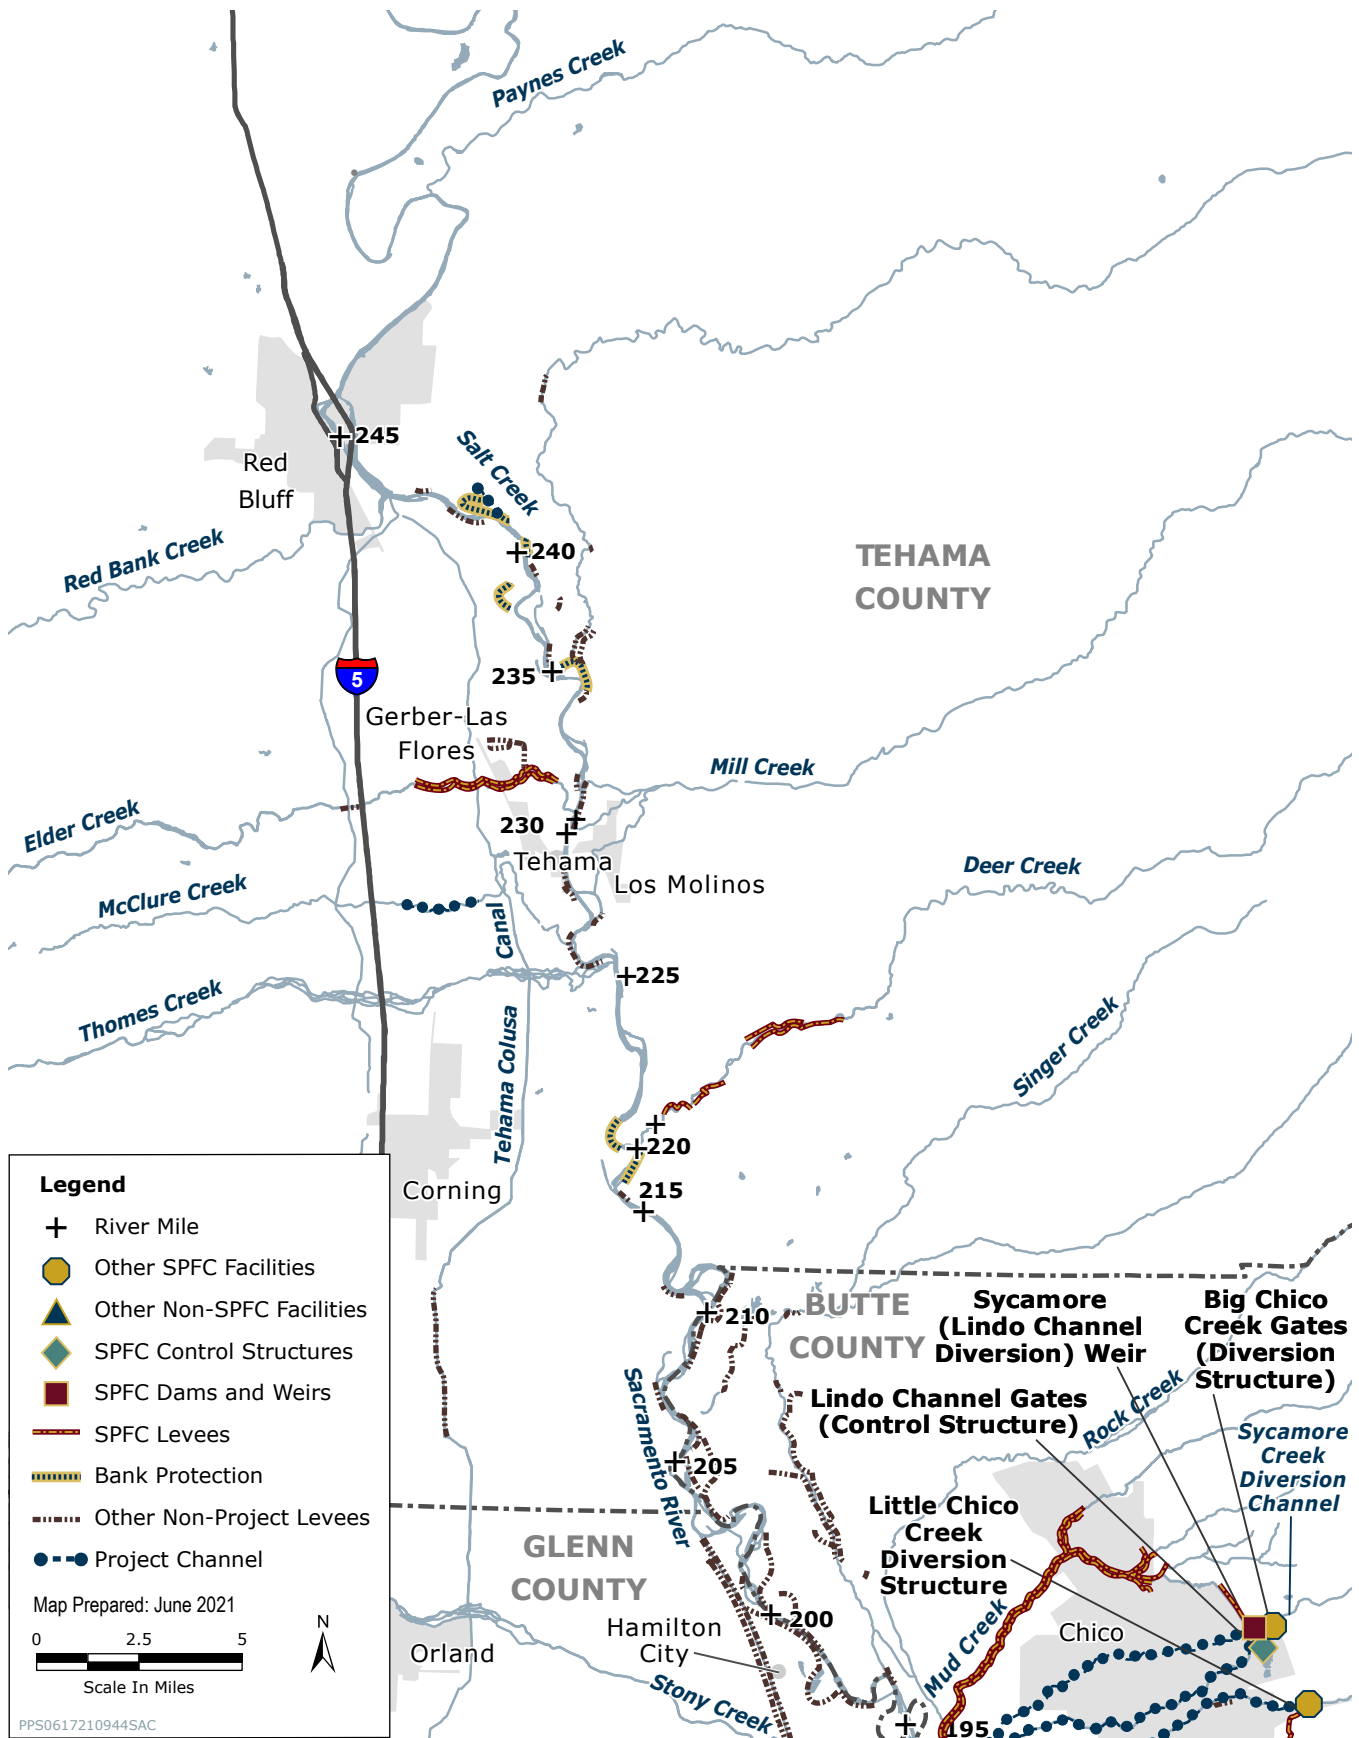 Paynes Creek
245
Red
Bluff
Salt Creek
240
Red Bank Creek
TEHAMA
COUNTY
5
235
Gerber-Las
Flores
Mill Creek
Elder Creek
230
Tehama
Los Molinos
Deer Creek
McClure Creek
Tehama Colusa Canal
225
Thomes Creek
Singer Creek
220
215
Corning
Legend
River Mile
Other SPFC Facilities
Other Non-SPFC Facilities
SPFC Control Structures
SPFC Dams and Weirs
SPFC Levees
Bank Protection
Other Non-Project Levees
Project Channel
Map Prepared: June 2021
0 2.5 5
Scale In Miles
N
PPS0617210944SAC
210
BUTTE
COUNTY
Sycamore
(Lindo Channel
Diversion) Weir
Big Chico
Creek Gates
(Diversion
Structure)
Lindo Channel Gates
(Control Structure)
Rock Creek
Sycamore
Creek
Diversion
Channel
Sacramento River
205
Little Chico
Creek
Diversion
Structure
GLENN
COUNTY
200
Hamilton
City
Chico
Orland
Mud Creek
Stony Creek
195